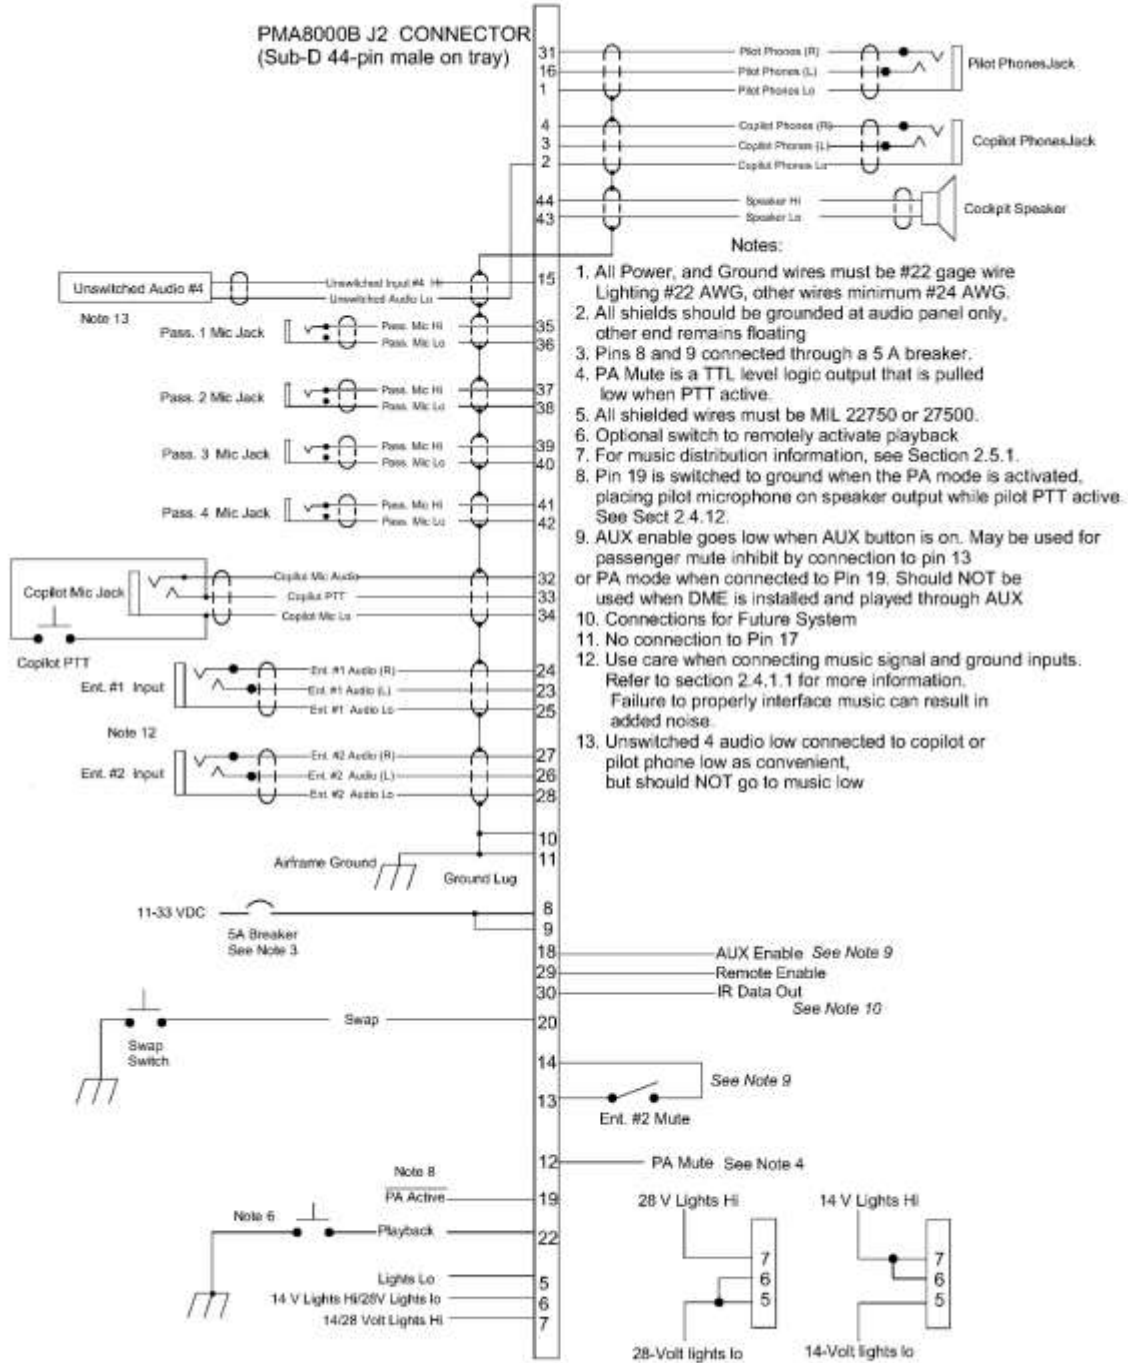 PMA8000B J2 CONNECTOR
(Sub-D 44-pin male on tray)
31
16
1
Pilot Phones (R)
Pilot Phones (L)
Pilot Phones Lo
Pilot PhonesJack
4
3
2
Copilot Phones (R)
Copilot Phones (L)
Copilot Phones Lo
Copilot PhonesJack
44
43
Speaker Hi
Speaker Lo
Cockpit Speaker
Unswitched Audio #4
Unswitched Input #4 Hi
Unswitched Audio Lo
15
Note 13
Pass. 1 Mic Jack
Pass. Mic Hi
Pass. Mic Lo
35
36
Pass. 2 Mic Jack
Pass. Mic Hi
Pass. Mic Lo
37
38
Pass. 3 Mic Jack
Pass. Mic Hi
Pass. Mic Lo
39
40
Pass. 4 Mic Jack
Pass. Mic Hi
Pass. Mic Lo
41
42
Copilot Mic Jack
Copilot Mic Audio
Copilot PTT
Copilot Mic Lo
32
33
34
Copilot PTT
Ent. #1 Input
Ent. #1 Audio (R)
Ent. #1 Audio (L)
Ent. #1 Audio Lo
24
23
25
Note 12
Ent. #2 Input
Ent. #2 Audio (R)
Ent. #2 Audio (L)
Ent. #2 Audio Lo
27
26
28
10
11
Airframe Ground
Ground Lug
11-33 VDC
5A Breaker
See Note 3
8
9
Notes:
1. All Power, and Ground wires must be #22 gage wire
Lighting #22 AWG, other wires minimum #24 AWG.
2. All shields should be grounded at audio panel only,
other end remains floating
3. Pins 8 and 9 connected through a 5 A breaker.
4. PA Mute is a TTL level logic output that is pulled
low when PTT active.
5. All shielded wires must be MIL 22750 or 27500.
6. Optional switch to remotely activate playback
7. For music distribution information, see Section 2.5.1.
8. Pin 19 is switched to ground when the PA mode is activated,
placing pilot microphone on speaker output while pilot PTT active.
See Sect 2.4.12.
9. AUX enable goes low when AUX button is on. May be used for
passenger mute inhibit by connection to pin 13
or PA mode when connected to Pin 19. Should NOT be
used when DME is installed and played through AUX
10. Connections for Future System
11. No connection to Pin 17
12. Use care when connecting music signal and ground inputs.
Refer to section 2.4.1.1 for more information.
Failure to properly interface music can result in
added noise.
13. Unswitched 4 audio low connected to copilot or
pilot phone low as convenient,
but should NOT go to music low
18
29
30
AUX Enable See Note 9
Remote Enable
IR Data Out
See Note 10
Swap
20
Swap
Switch
14
13
See Note 9
Ent. #2 Mute
12
PA Mute See Note 4
Note 8
PA Active
19
Note 6
Playback
22
Lights Lo
14 V Lights Hi/28V Lights lo
14/28 Volt Lights Hi
5
6
7
28 V Lights Hi
7
6
5
28-Volt lights lo
14 V Lights Hi
7
6
5
14-Volt lights lo